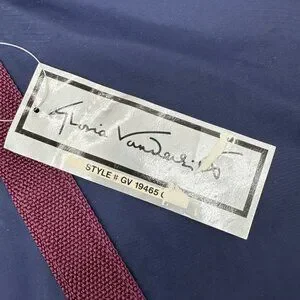 Gloria Vanderbilt
STYLE # GV 19465